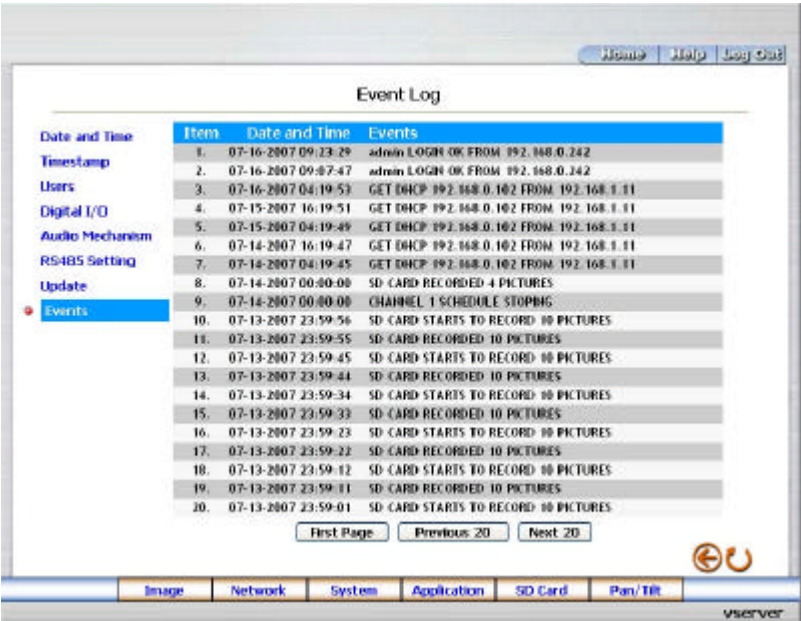 Home Help Log Out
Event Log
Date and Time
Timestamp
Users
Digital I/O
Audio Mechanism
RS485 Setting
Update
Events
Item Date and Time Events
1. 07-16-2007 09:23:29 admin LOGIN OK FROM 192.168.0.242
2. 07-16-2007 09:07:47 admin LOGIN OK FROM 192.168.0.242
3. 07-16-2007 04:19:53 GET DHCP 192.168.0.102 FROM 192.168.1.11
4. 07-15-2007 16:19:51 GET DHCP 192.168.0.102 FROM 192.168.1.11
5. 07-15-2007 04:19:49 GET DHCP 192.168.0.102 FROM 192.168.1.11
6. 07-14-2007 16:19:47 GET DHCP 192.168.0.102 FROM 192.168.1.11
7. 07-14-2007 04:19:45 GET DHCP 192.168.0.102 FROM 192.168.1.11
8. 07-14-2007 00:00:00 SD CARD RECORDED 4 PICTURES
9. 07-14-2007 00:00:00 CHANNEL 1 SCHEDULE STOPING
10. 07-13-2007 23:59:56 SD CARD STARTS TO RECORD 10 PICTURES
11. 07-13-2007 23:59:55 SD CARD RECORDED 10 PICTURES
12. 07-13-2007 23:59:45 SD CARD STARTS TO RECORD 10 PICTURES
13. 07-13-2007 23:59:44 SD CARD RECORDED 10 PICTURES
14. 07-13-2007 23:59:34 SD CARD STARTS TO RECORD 10 PICTURES
15. 07-13-2007 23:59:33 SD CARD RECORDED 10 PICTURES
16. 07-13-2007 23:59:23 SD CARD STARTS TO RECORD 10 PICTURES
17. 07-13-2007 23:59:22 SD CARD RECORDED 10 PICTURES
18. 07-13-2007 23:59:12 SD CARD STARTS TO RECORD 10 PICTURES
19. 07-13-2007 23:59:11 SD CARD RECORDED 10 PICTURES
20. 07-13-2007 23:59:01 SD CARD STARTS TO RECORD 10 PICTURES
First Page Previous 20 Next 20
Image Network System Application SD Card Pan/Tilt
vserver